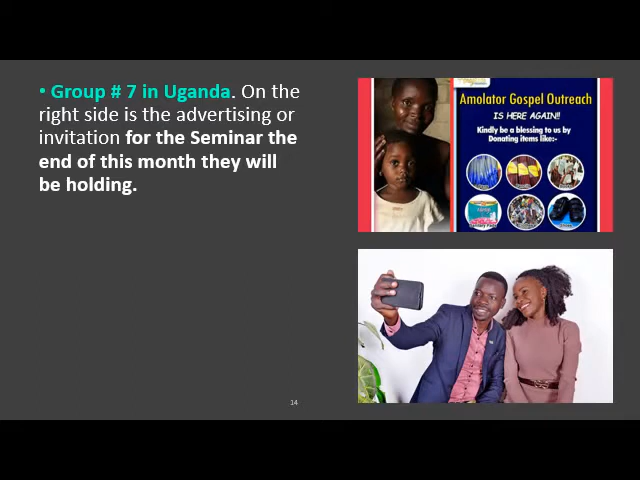 • Group # 7 in Uganda. On the
right side is the advertising or
invitation for the Seminar the
end of this month they will
be holding.
Amolator Gospel Outreach
IS HERE AGAIN!!
Kindly be a blessing to us by
Donating items like:-
14